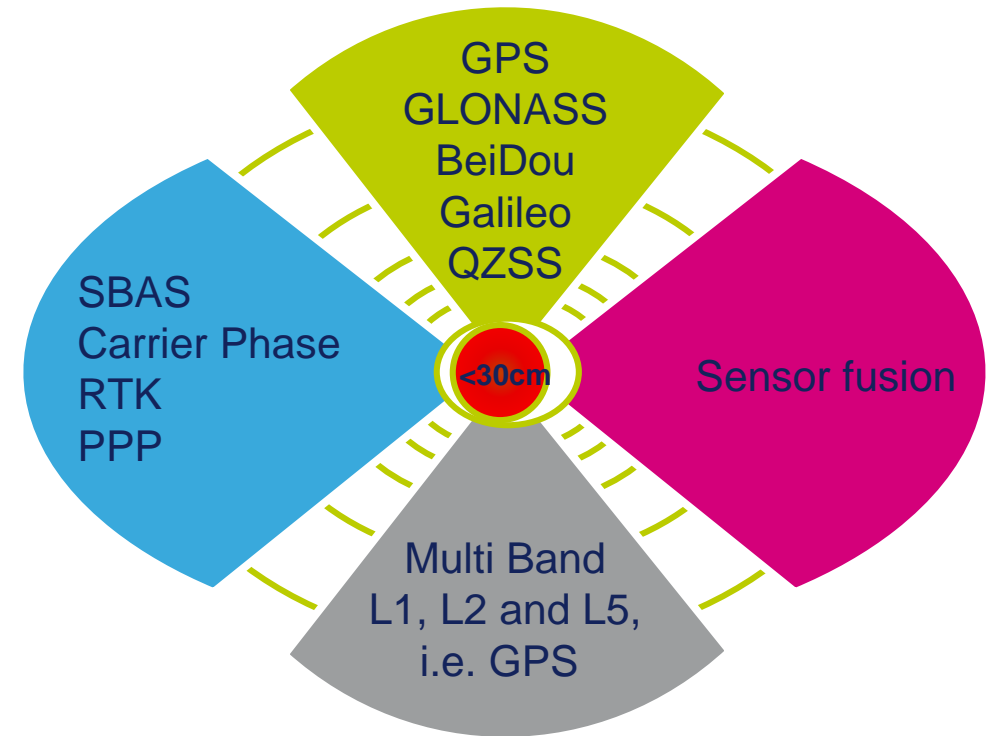 GPS
GLONASS
BeiDou
Galileo
QZSS
SBAS
Carrier Phase
RTK
PPP
<30cm
Sensor fusion
Multi Band
L1, L2 and L5,
i.e. GPS